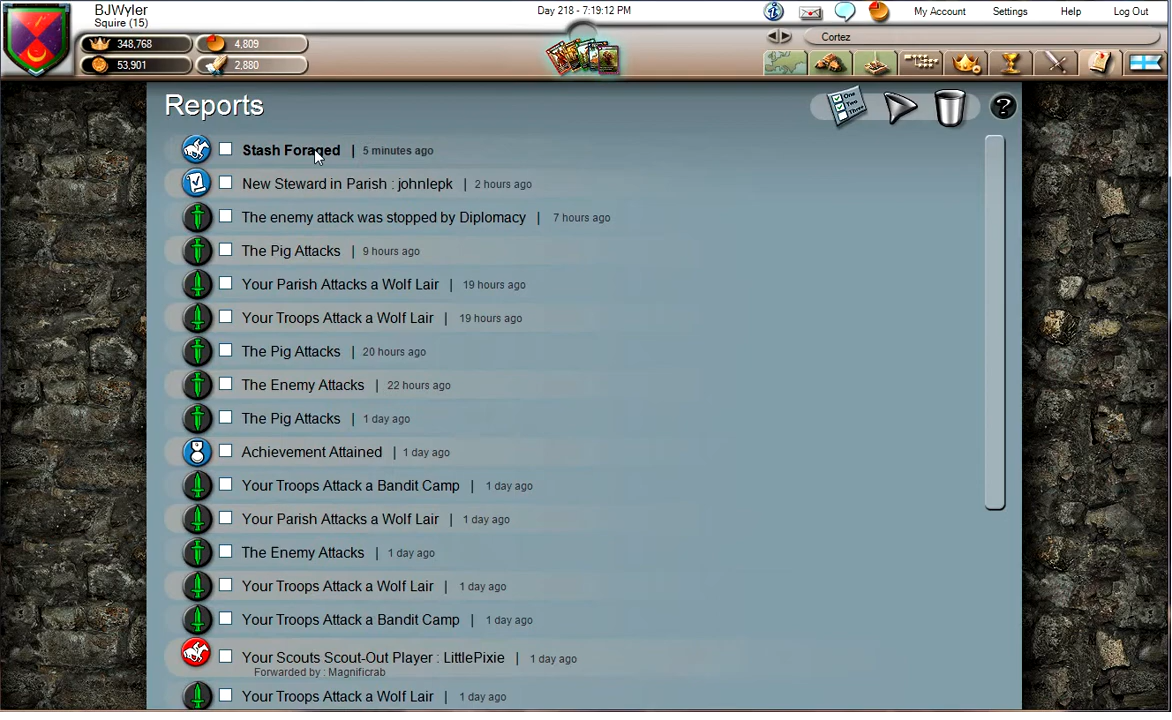 BJWyler
Squire (15)
348,768
4,809
53,901
2,880
Day 218 - 7:19:12 PM
My Account
Settings
Help
Log Out
Cortez
Reports
One
Two
Three
?
Stash Foraged | 5 minutes ago
New Steward in Parish : johnlepk | 2 hours ago
The enemy attack was stopped by Diplomacy | 7 hours ago
The Pig Attacks | 9 hours ago
Your Parish Attacks a Wolf Lair | 19 hours ago
Your Troops Attack a Wolf Lair | 19 hours ago
The Pig Attacks | 20 hours ago
The Enemy Attacks | 22 hours ago
The Pig Attacks | 1 day ago
Achievement Attained | 1 day ago
Your Troops Attack a Bandit Camp | 1 day ago
Your Parish Attacks a Wolf Lair | 1 day ago
The Enemy Attacks | 1 day ago
Your Troops Attack a Wolf Lair | 1 day ago
Your Troops Attack a Bandit Camp | 1 day ago
Your Scouts Scout-Out Player : LittlePixie | 1 day ago
Forwarded by : Magnificrab
Your Troops Attack a Wolf Lair | 1 day ago